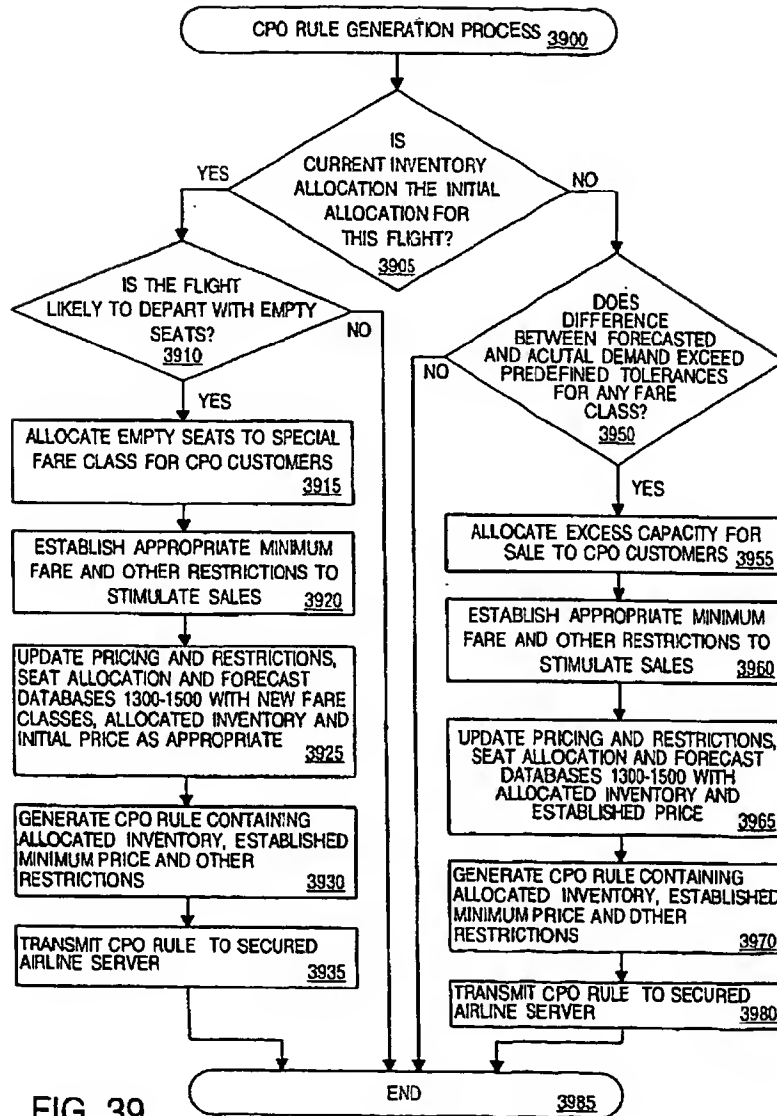 CPO RULE GENERATION PROCESS 3900
IS
CURRENT INVENTORY
ALLOCATION THE INITIAL
ALLOCATION FOR
THIS FLIGHT?
3905
YES
NO
IS THE FLIGHT
LIKELY TO DEPART WITH EMPTY
SEATS?
3910
NO
YES
ALLOCATE EMPTY SEATS TO SPECIAL
FARE CLASS FOR CPO CUSTOMERS
3915
ESTABLISH APPROPRIATE MINIMUM
FARE AND OTHER RESTRICTIONS TO
STIMULATE SALES 3920
UPDATE PRICING AND RESTRICTIONS,
SEAT ALLOCATION AND FORECAST
DATABASES 1300-1500 WITH NEW FARE
CLASSES, ALLOCATED INVENTORY AND
INITIAL PRICE AS APPROPRIATE 3925
GENERATE CPO RULE CONTAINING
ALLOCATED INVENTORY, ESTABLISHED
MINIMUM PRICE AND OTHER
RESTRICTIONS 3930
TRANSMIT CPO RULE TO SECURED
AIRLINE SERVER 3935
DOES
DIFFERENCE
BETWEEN FORECASTED
AND ACUTAL DEMAND EXCEED
PREDEFINED TOLERANCES
FOR ANY FARE
CLASS?
3950
NO
YES
ALLOCATE EXCESS CAPACITY FOR
SALE TO CPO CUSTOMERS 3955
ESTABLISH APPROPRIATE MINIMUM
FARE AND OTHER RESTRICTIONS TO
STIMULATE SALES 3960
UPDATE PRICING AND RESTRICTIONS,
SEAT ALLOCATION AND FORECAST
DATABASES 1300-1500 WITH
ALLOCATED INVENTORY AND
ESTABLISHED PRICE 3965
GENERATE CPO RULE CONTAINING
ALLOCATED INVENTORY, ESTABLISHED
MINIMUM PRICE AND OTHER
RESTRICTIONS 3970
TRANSMIT CPO RULE TO SECURED
AIRLINE SERVER 3980
END 3985
FIG. 39